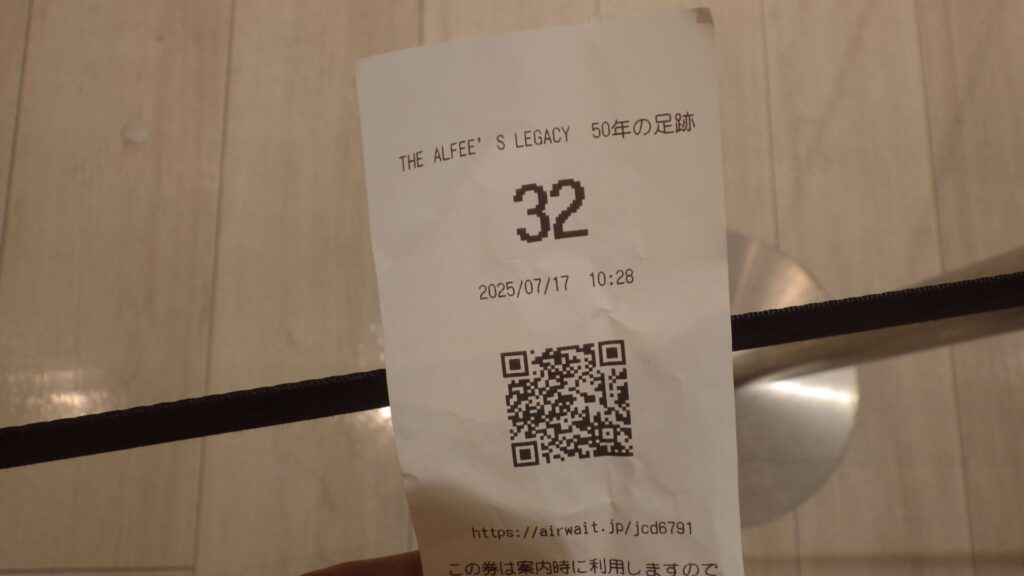 THE ALFEE'S LEGACY 50年の足跡
32
2025/07/17 10:28
https://airwait.jp/jcd6791
この券は案内時に利用しますので